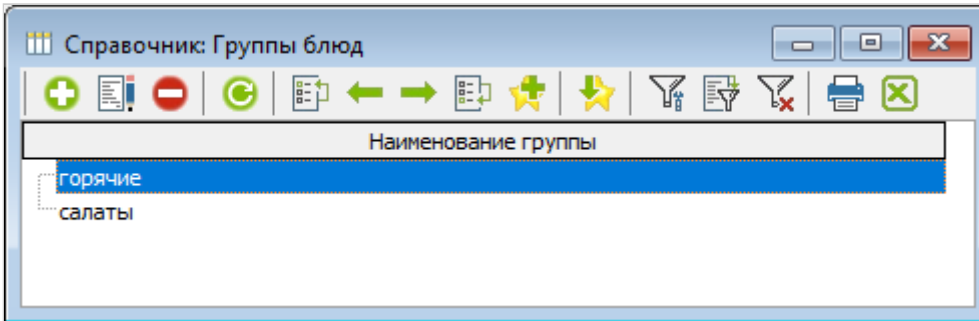 Справочник: Группы блюд
Наименование группы
горячие
салаты